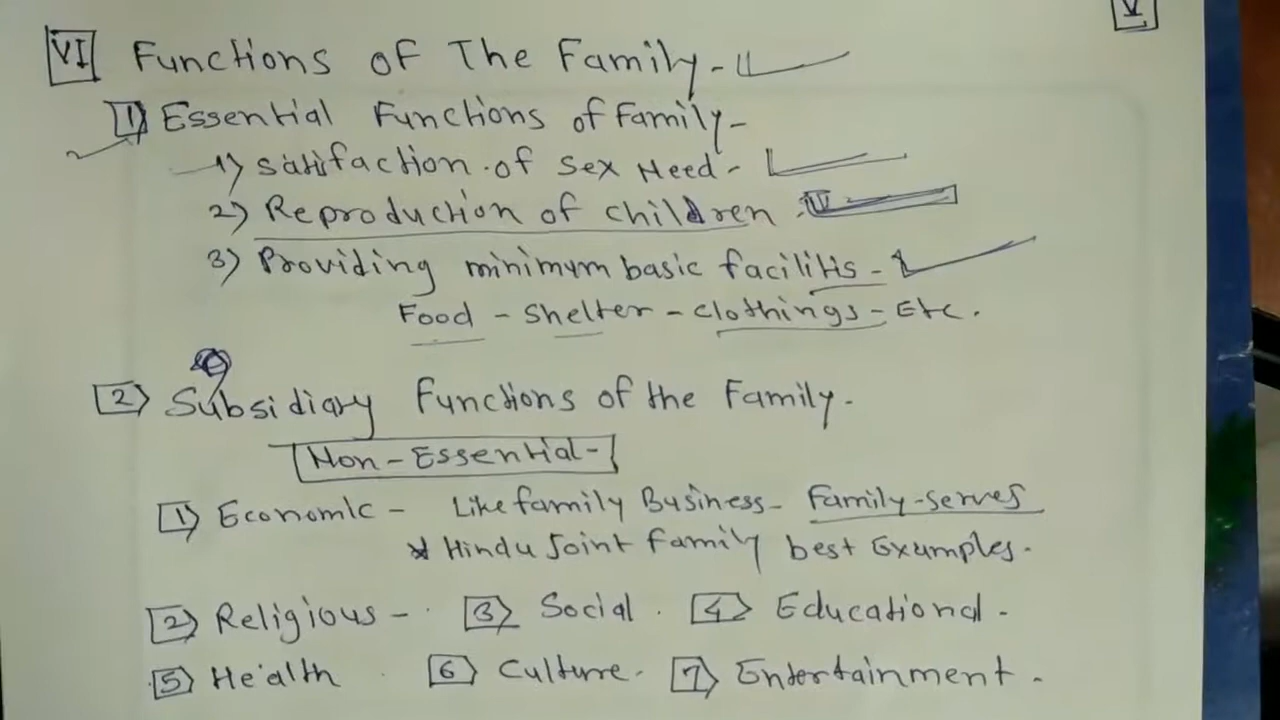 V
VI Functions of The Family-
1) Essential Functions of Family-
1) Satisfaction of Sex Need-
2) Reproduction of children
3) Providing minimum basic facilitis-
Food - Shelter - Clothings - Etc.
2) Subsidiary Functions of the Family.
Non-Essential-
1) Economic - Like family Business- Family-serves
* Hindu Joint family best Exumples.
2) Religious - 3) Social. 4) Educational-
5) Health 6) Culture. 7) Entertainment.